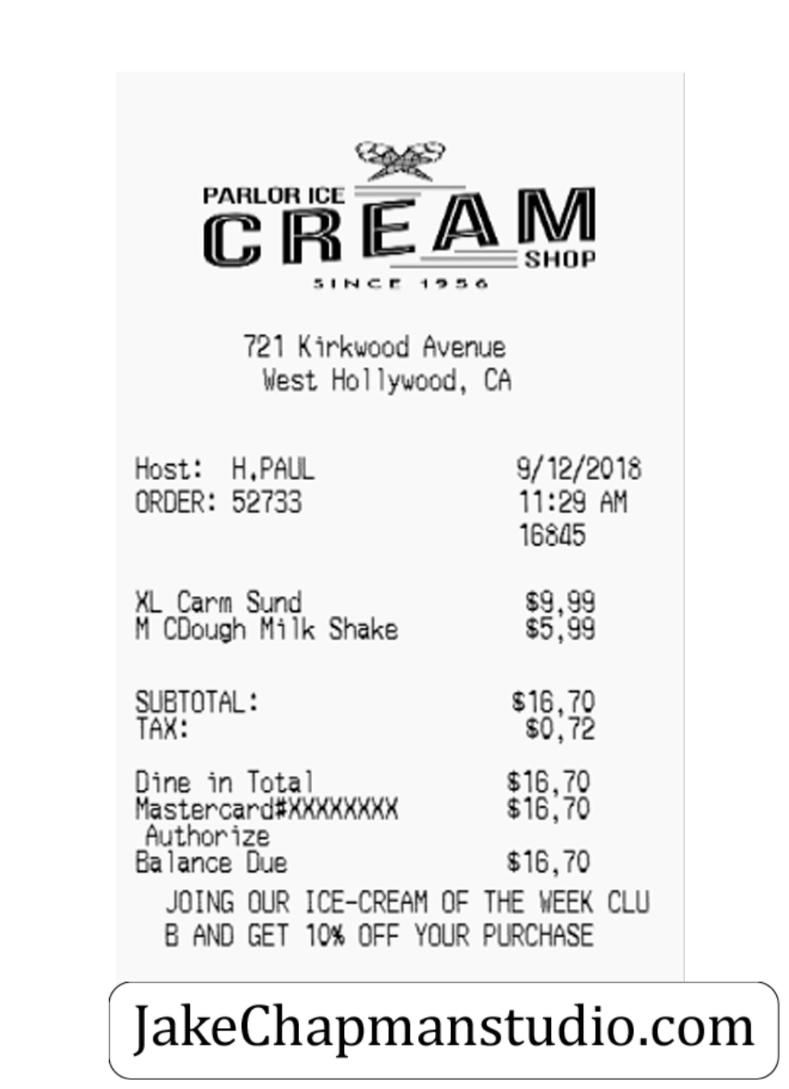 PARLOR ICE
CREAM
SHOP
SINCE 1956
721 Kirkwood Avenue
West Hollywood, CA
Host: H.PAUL 9/12/2018
ORDER: 52733 11:29 AM
16845
XL Carm Sund $9,99
M CDough Milk Shake $5,99
SUBTOTAL: $16,70
TAX: $0,72
Dine in Total $16,70
Mastercard#XXXXXXXX $16,70
Authorize
Balance Due $16,70
JOING OUR ICE-CREAM OF THE WEEK CLU
B AND GET 10% OFF YOUR PURCHASE
JakeChapmanstudio.com